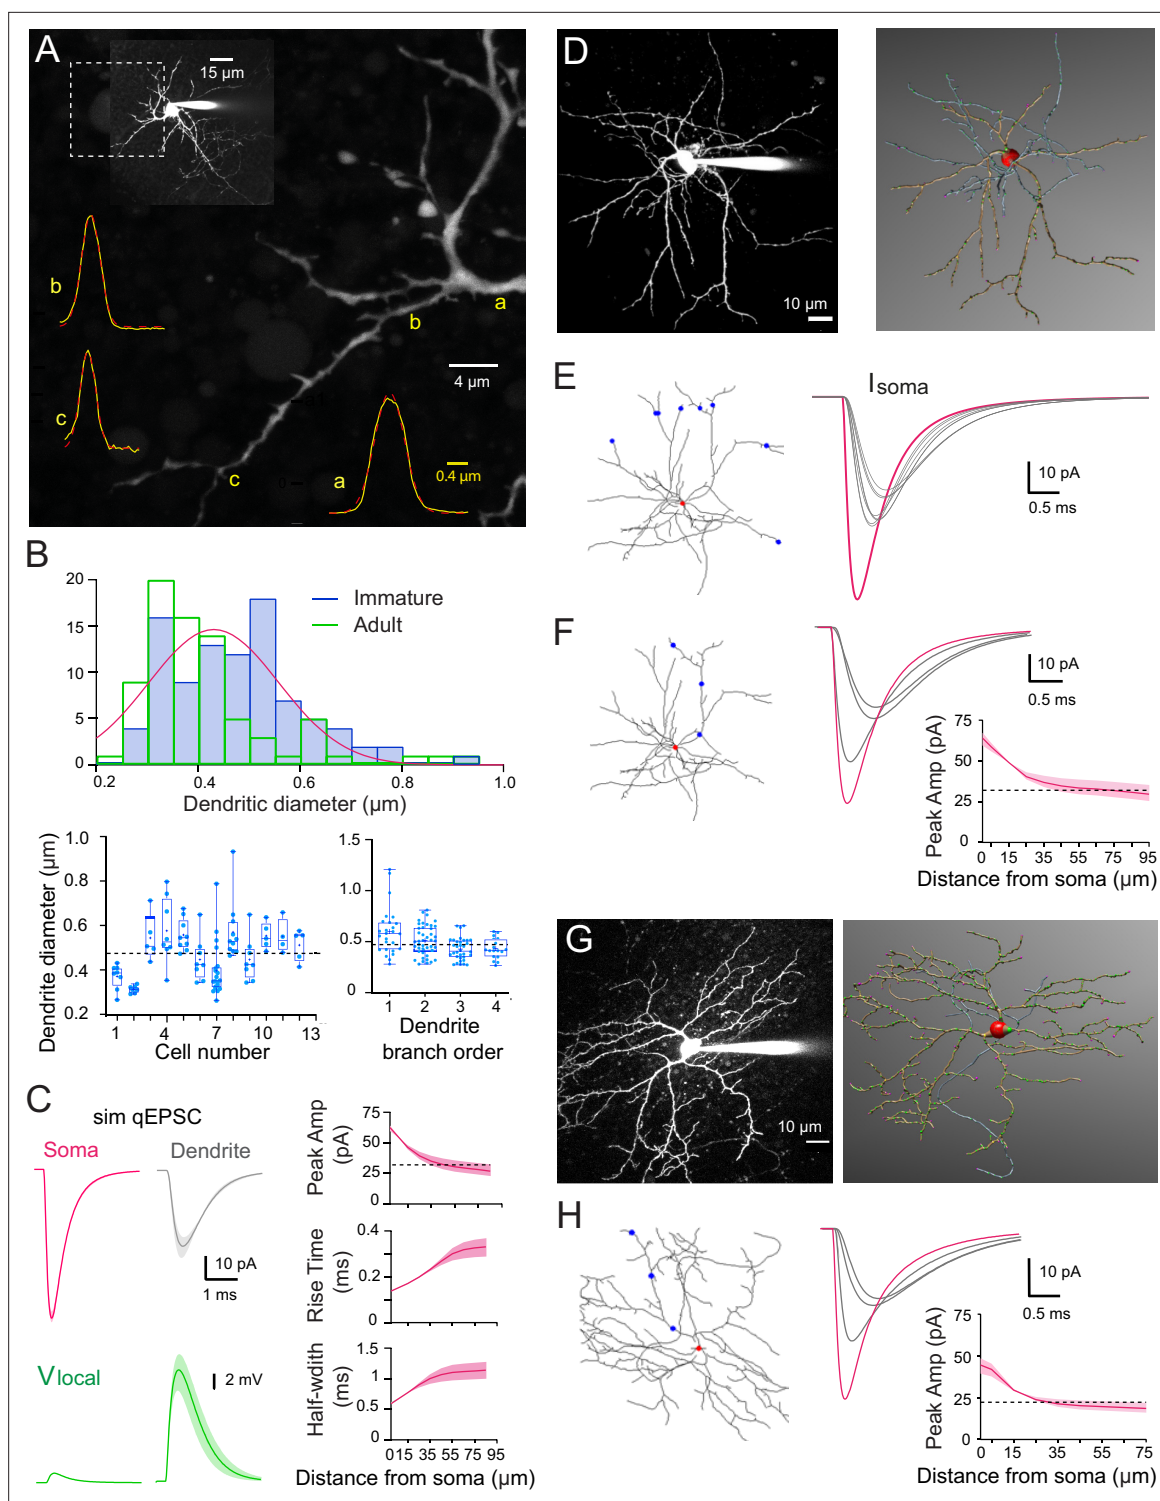 A
15 µm
b
c
a
b
4 µm
c
a
0.4 µm
B
20
15
10
5
0
Immature
Adult
0.2
0.4
0.6
0.8
1.0
Dendritic diameter (µm)
Dendrite diameter (µm)
1.0
0.8
0.6
0.4
0.2
1
4
7
10
13
Cell number
1.5
1.0
0.5
0
1
2
3
4
Dendrite
branch order
C
sim qEPSC
Soma
Dendrite
10 pA
1 ms
Vlocal
2 mV
Peak Amp
(pA)
75
50
25
0
Rise Time
(ms)
0.4
0.2
0
Half-wdith
(ms)
1.5
1
0.5
0
0
15
35
55
75
95
Distance from soma (µm)
D
10 µm
E
Isoma
10 pA
0.5 ms
F
10 pA
0.5 ms
Peak Amp (pA)
75
50
25
0
0
15
35
55
75
95
Distance from soma (µm)
G
10 µm
H
10 pA
0.5 ms
Peak Amp (pA)
75
50
25
0
0
15
35
55
75
Distance from soma (µm)